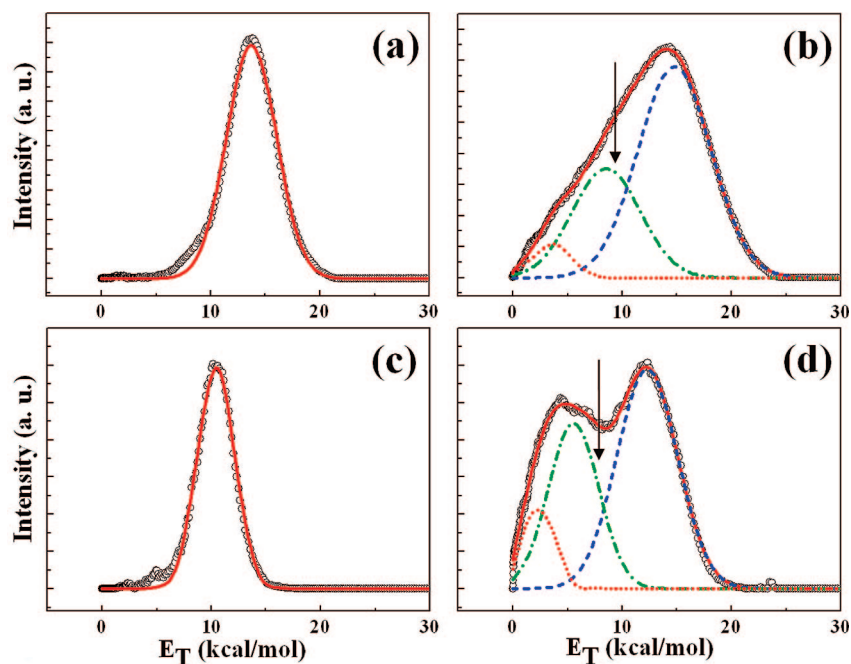 (a)
(b)
Intensity (a. u.)
0 10 20 30
0 10 20 30
(c)
(d)
Intensity (a. u.)
0 10 20 30
0 10 20 30
E_T (kcal/mol)
E_T (kcal/mol)